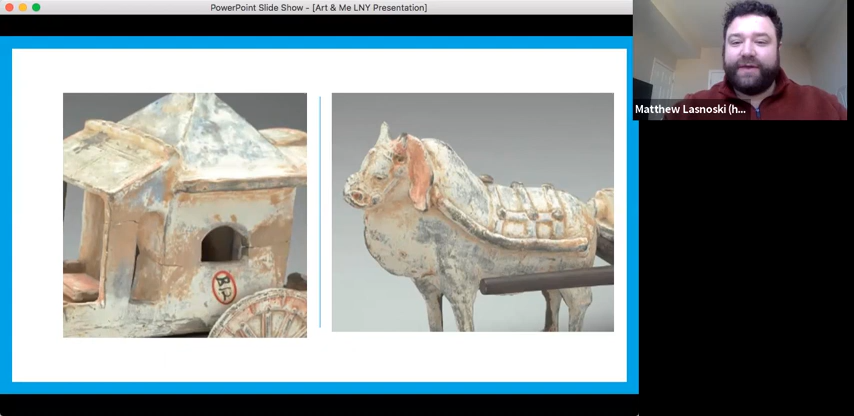 PowerPoint Slide Show - [Art & Me LNY Presentation]
Matthew Lasnoski (h...